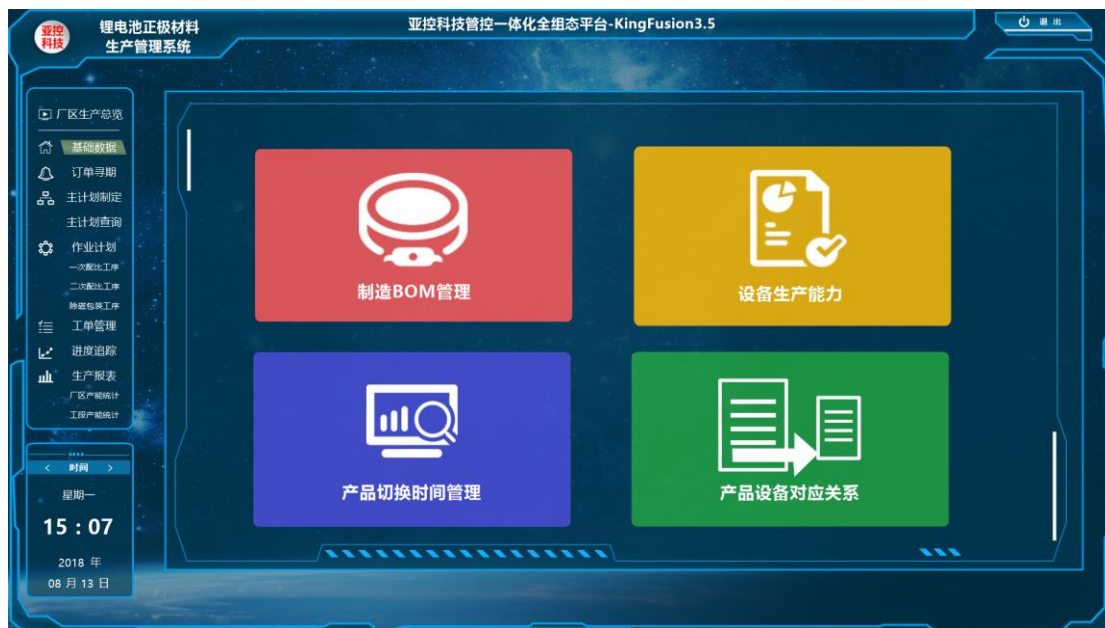 亚控
科技
锂电池正极材料
生产管理系统
亚控科技管控一体化全组态平台-KingFusion3.5
退出
厂区生产总览
基础数据
订单寻期
主计划制定
主计划查询
作业计划
一次配比工序
二次配比工序
除磁包装工序
工单管理
进度追踪
生产报表
厂区产能统计
工段产能统计
< 时间 >
星期一
15：07
2018 年
08 月 13 日
制造BOM管理
设备生产能力
产品切换时间管理
产品设备对应关系